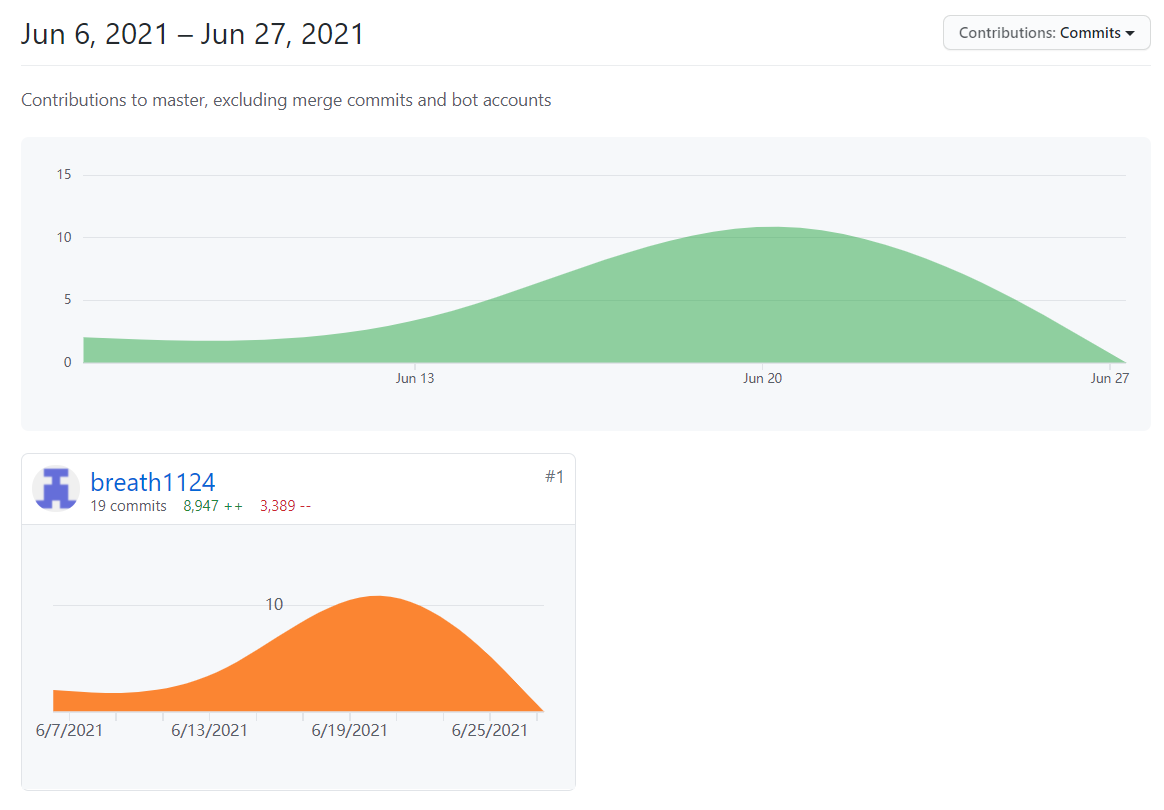 Jun 6, 2021 – Jun 27, 2021
Contributions: Commits
Contributions to master, excluding merge commits and bot accounts
15
10
5
0
Jun 13 Jun 20 Jun 27
breath1124 #1
19 commits 8,947 ++ 3,389 --
10
6/7/2021 6/13/2021 6/19/2021 6/25/2021